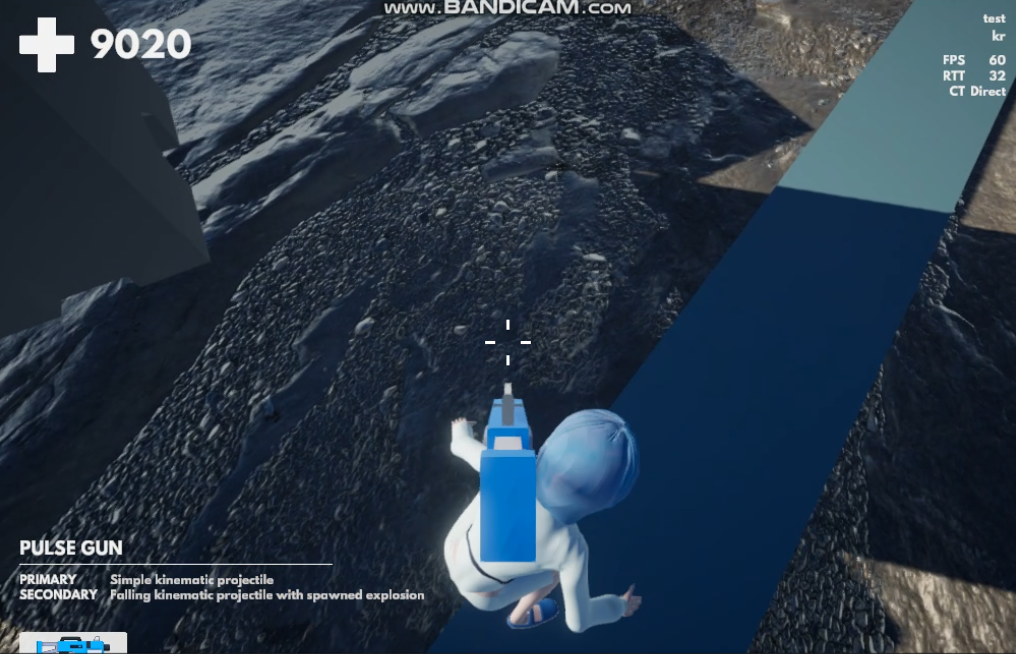 www.BANDICAM.com
9020
test
kr
FPS 60
RTT 32
CT Direct
PULSE GUN
PRIMARY Simple kinematic projectile
SECONDARY Falling kinematic projectile with spawned explosion